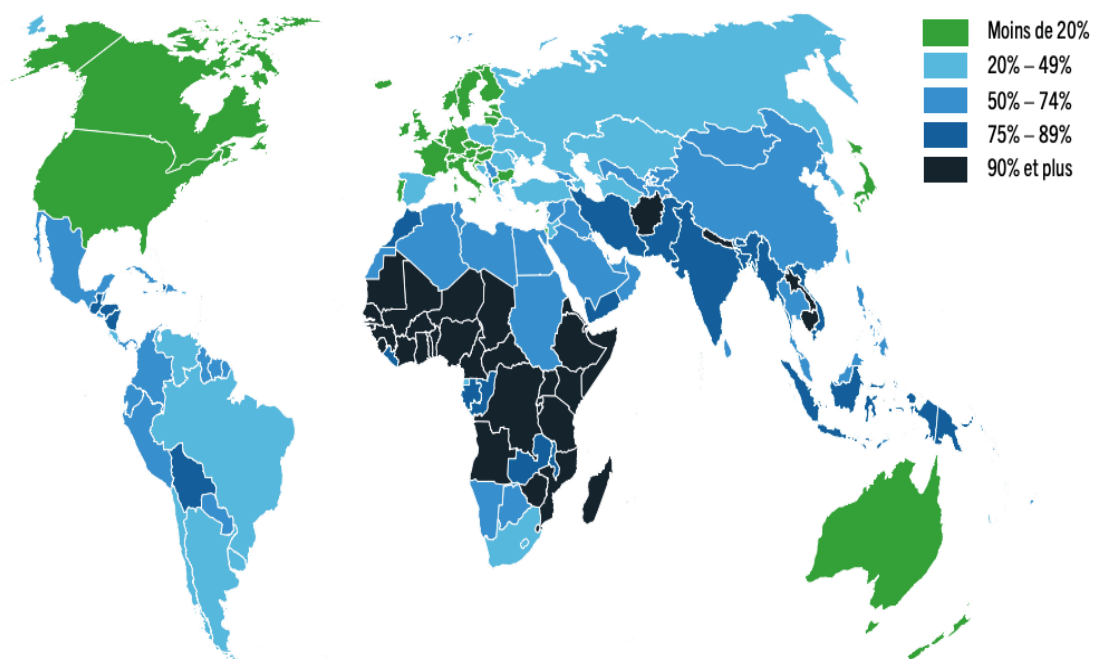 Moins de 20%
20% – 49%
50% – 74%
75% – 89%
90% et plus